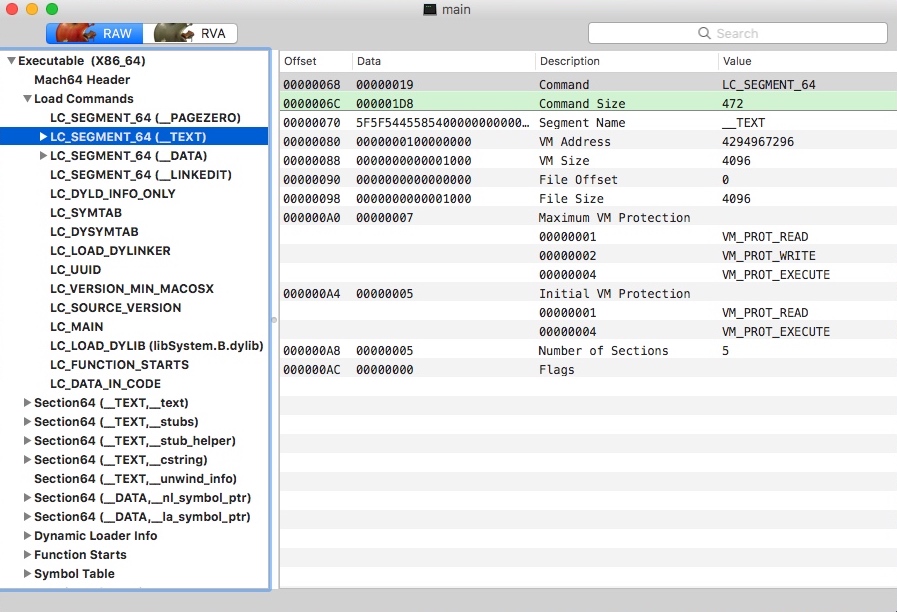 main
RAW RVA Search
Executable (X86_64)
Mach64 Header
Load Commands
LC_SEGMENT_64 (__PAGEZERO)
LC_SEGMENT_64 (__TEXT)
LC_SEGMENT_64 (__DATA)
LC_SEGMENT_64 (__LINKEDIT)
LC_DYLD_INFO_ONLY
LC_SYMTAB
LC_DYSYMTAB
LC_LOAD_DYLINKER
LC_UUID
LC_VERSION_MIN_MACOSX
LC_SOURCE_VERSION
LC_MAIN
LC_LOAD_DYLIB (libSystem.B.dylib)
LC_FUNCTION_STARTS
LC_DATA_IN_CODE
Section64 (__TEXT,__text)
Section64 (__TEXT,__stubs)
Section64 (__TEXT,__stub_helper)
Section64 (__TEXT,__cstring)
Section64 (__TEXT,__unwind_info)
Section64 (__DATA,__nl_symbol_ptr)
Section64 (__DATA,__la_symbol_ptr)
Dynamic Loader Info
Function Starts
Symbol Table
Offset Data Description Value
00000068 00000019 Command LC_SEGMENT_64
0000006C 000001D8 Command Size 472
00000070 5F5F5445585400000000000… Segment Name __TEXT
00000080 0000000100000000 VM Address 4294967296
00000088 0000000000001000 VM Size 4096
00000090 0000000000000000 File Offset 0
00000098 0000000000001000 File Size 4096
000000A0 00000007 Maximum VM Protection
00000001 VM_PROT_READ
00000002 VM_PROT_WRITE
00000004 VM_PROT_EXECUTE
000000A4 00000005 Initial VM Protection
00000001 VM_PROT_READ
00000004 VM_PROT_EXECUTE
000000A8 00000005 Number of Sections 5
000000AC 00000000 Flags